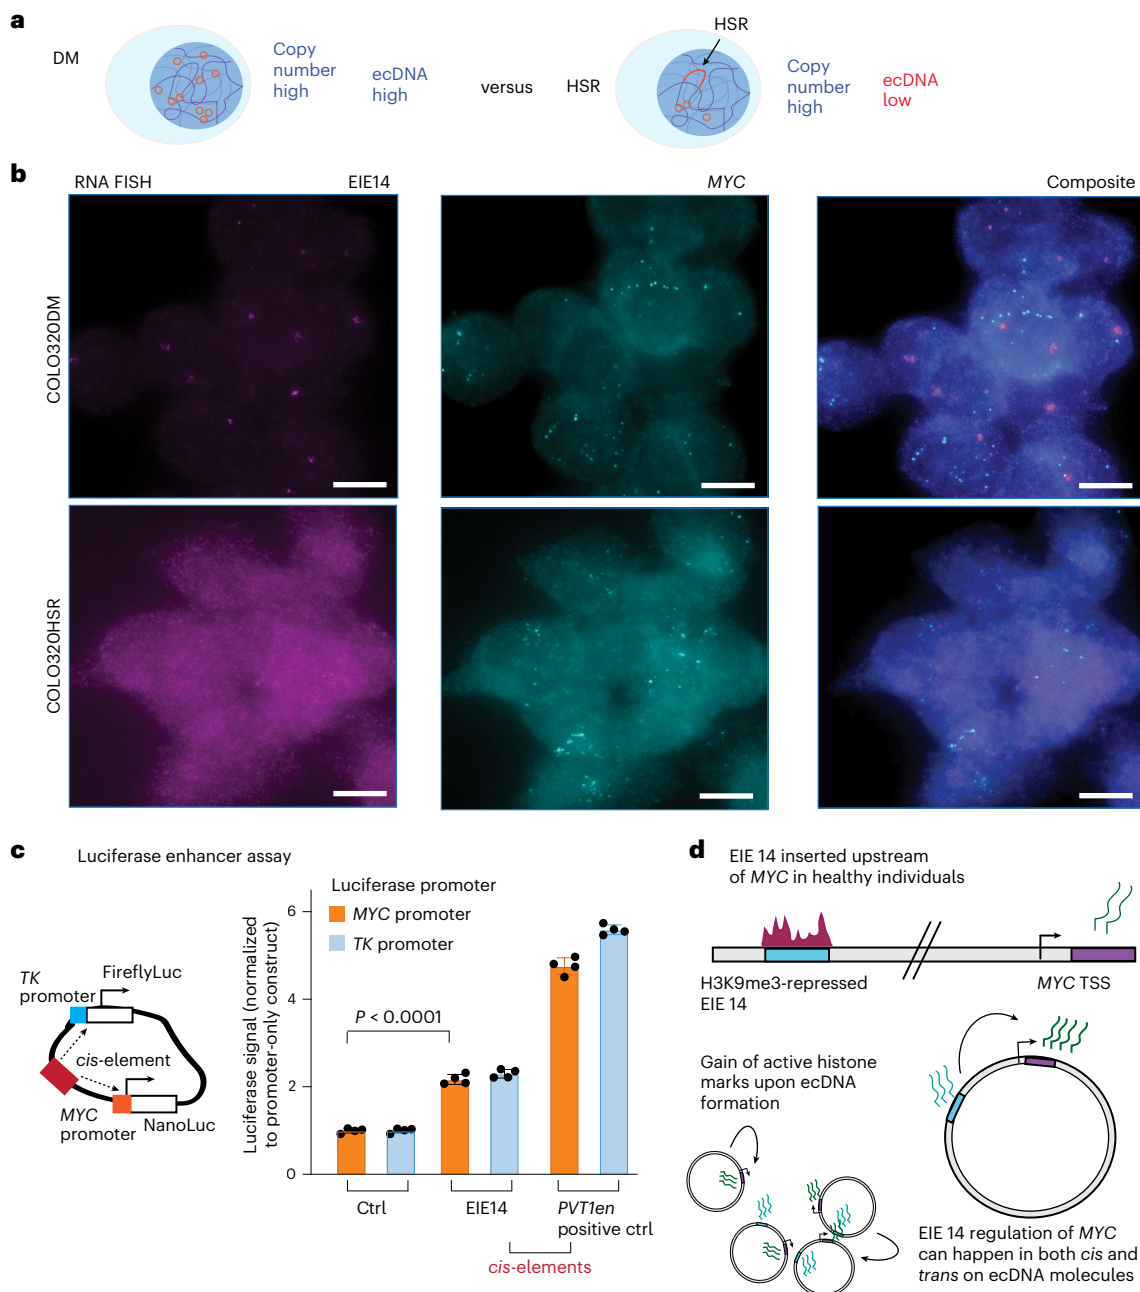 a
DM
Copy
number
high
ecDNA
high
versus
HSR
HSR
Copy
number
high
ecDNA
low
b
RNA FISH
EIE14
MYC
Composite
COLO320DM
COLO320HSR
c
Luciferase enhancer assay
TK
promoter
FireflyLuc
cis-element
MYC
promoter
NanoLuc
Luciferase signal (normalized
to promoter-only construct)
6
4
2
0
Luciferase promoter
MYC promoter
TK promoter
P < 0.0001
Ctrl
EIE14
PVT1en
positive ctrl
cis-elements
d
EIE 14 inserted upstream
of MYC in healthy individuals
H3K9me3-repressed
EIE 14
MYC TSS
Gain of active histone
marks upon ecDNA
formation
EIE 14 regulation of MYC
can happen in both cis and
trans on ecDNA molecules